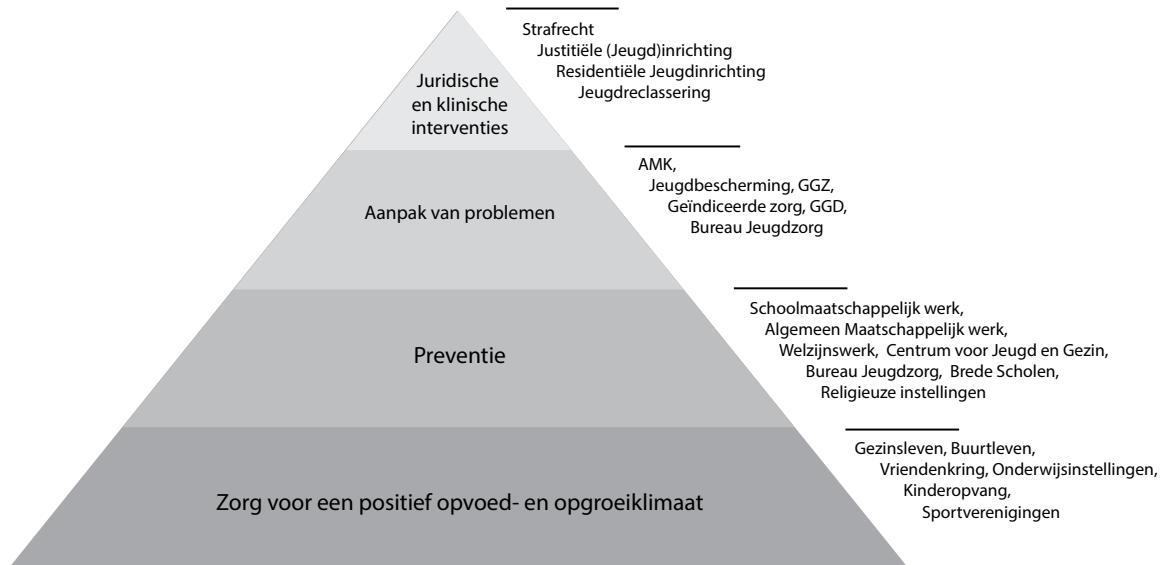 Strafrecht
Justitiële (Jeugd)inrichting
Residentiële Jeugdinrichting
Jeugdreclassering
Juridische
en klinische
interventies
AMK,
Jeugdbescherming, GGZ,
Geïndiceerde zorg, GGD,
Bureau Jeugdzorg
Aanpak van problemen
Schoolmaatschappelijk werk,
Algemeen Maatschappelijk werk,
Welzijnswerk, Centrum voor Jeugd en Gezin,
Bureau Jeugdzorg, Brede Scholen,
Religieuze instellingen
Preventie
Gezinsleven, Buurtleven,
Vriendenkring, Onderwijsinstellingen,
Kinderopvang,
Sportverenigingen
Zorg voor een positief opvoed- en opgroeiklimaat